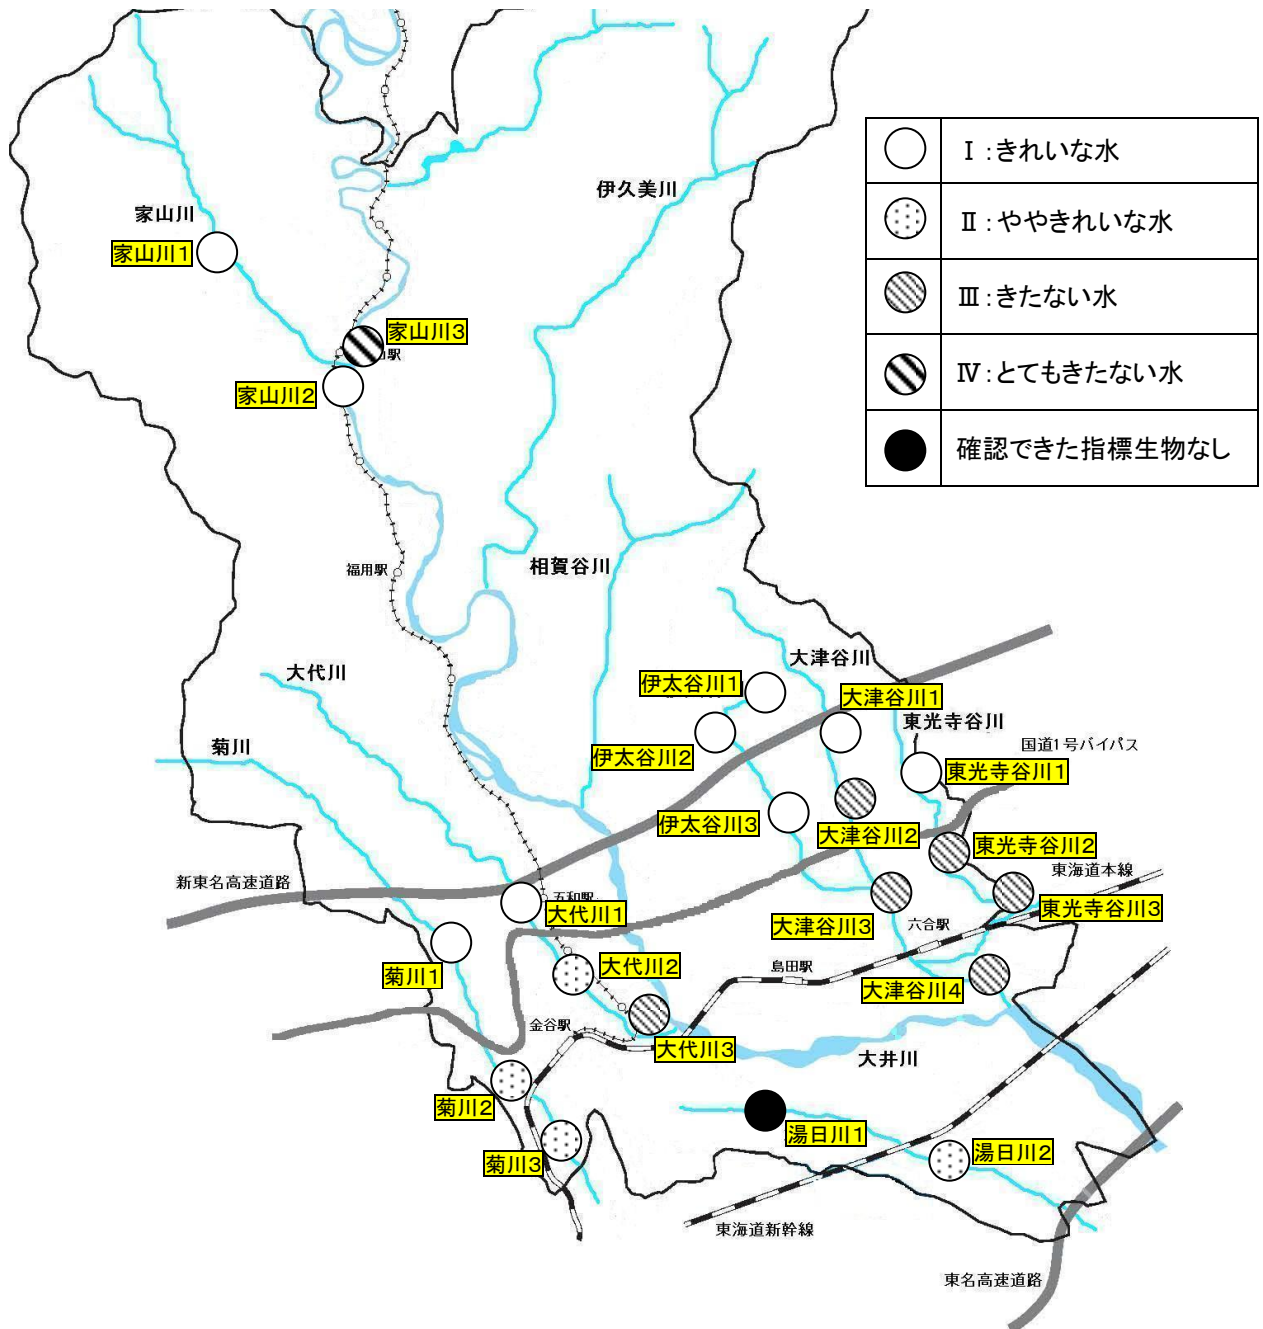 Ⅰ:きれいな水
Ⅱ:ややきれいな水
Ⅲ:きたない水
Ⅳ:とてもきたない水
確認できた指標生物なし
伊久美川
家山川
家山川1
家山川3
駅
家山川2
福用駅
相賀谷川
大津谷川
大代川
伊太谷川1
大津谷川1
東光寺谷川
菊川
国道1号バイパス
伊太谷川2
東光寺谷川1
伊太谷川3
大津谷川2
東光寺谷川2
東海道本線
新東名高速道路
五和駅
大代川1
大津谷川3
六合駅
東光寺谷川3
菊川1
大代川2
島田駅
大津谷川4
金谷駅
大代川3
大井川
菊川2
湯日川1
菊川3
湯日川2
東海道新幹線
東名高速道路